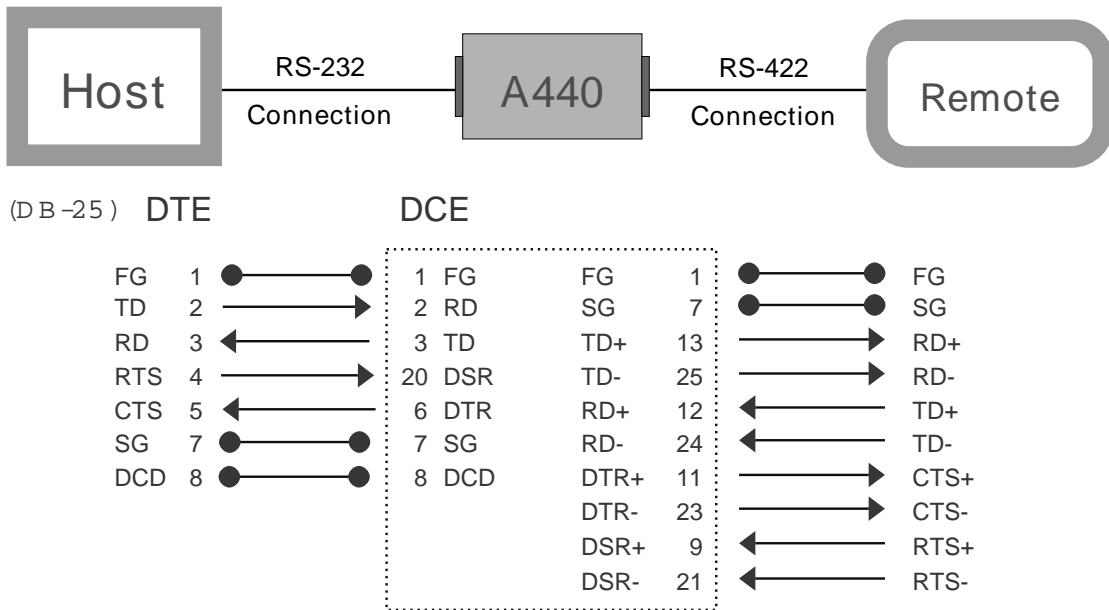 Host RS-232 Connection A440 RS-422 Connection Remote
(DB-25) DTE DCE
FG 1 1 FG FG 1 FG
TD 2 2 RD SG 7 SG
RD 3 3 TD TD+ 13 RD+
RTS 4 20 DSR TD- 25 RD-
CTS 5 6 DTR RD+ 12 TD+
SG 7 7 SG RD- 24 TD-
DCD 8 8 DCD DTR+ 11 CTS+
DTR- 23 CTS-
DSR+ 9 RTS+
DSR- 21 RTS-